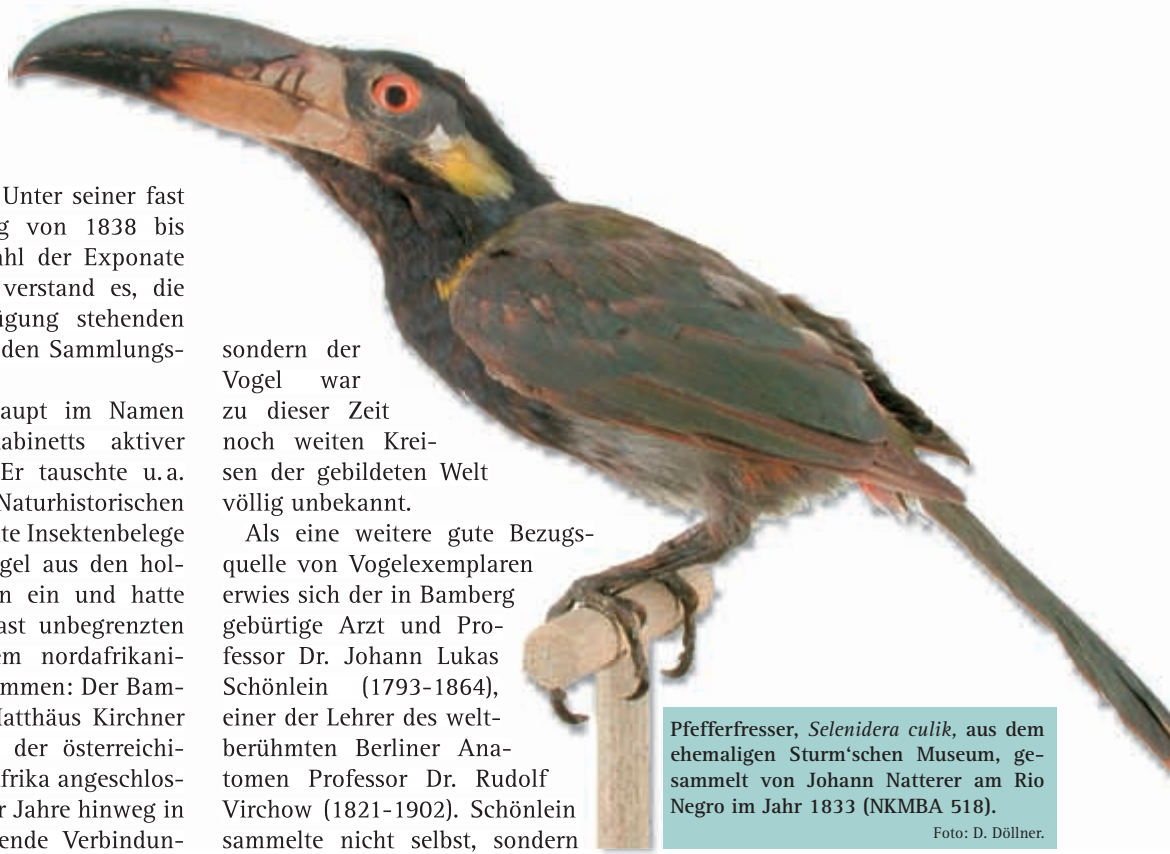 Unter seiner fast
g von 1838 bis
ahl der Exponate
verstand es, die
ügung stehenden
den Sammlungs-
aupt im Namen
abinetts aktiver
Er tauschte u. a.
Naturhistorischen
te Insektenbelege
gel aus den hol-
n ein und hatte
ast unbegrenzten
em nordafrikani-
mmen: Der Bam-
Matthäus Kirchner
der österreichi-
frika angeschlos-
r Jahre hinweg in
ende Verbindun-
sondern der
Vogel war
zu dieser Zeit
noch weiten Krei-
sen der gebildeten Welt
völlig unbekannt.
Als eine weitere gute Bezugs-
quelle von Vogelexemplaren
erwies sich der in Bamberg
gebürtige Arzt und Pro-
fessor Dr. Johann Lukas
Schönlein (1793-1864),
einer der Lehrer des welt-
berühmten Berliner Ana-
tomen Professor Dr. Rudolf
Virchow (1821-1902). Schönlein
sammelte nicht selbst, sondern
Pfefferfresser, Selenidera culik, aus dem
ehemaligen Sturm‘schen Museum, ge-
sammelt von Johann Natterer am Rio
Negro im Jahr 1833 (NKMBA 518).
Foto: D. Döllner.